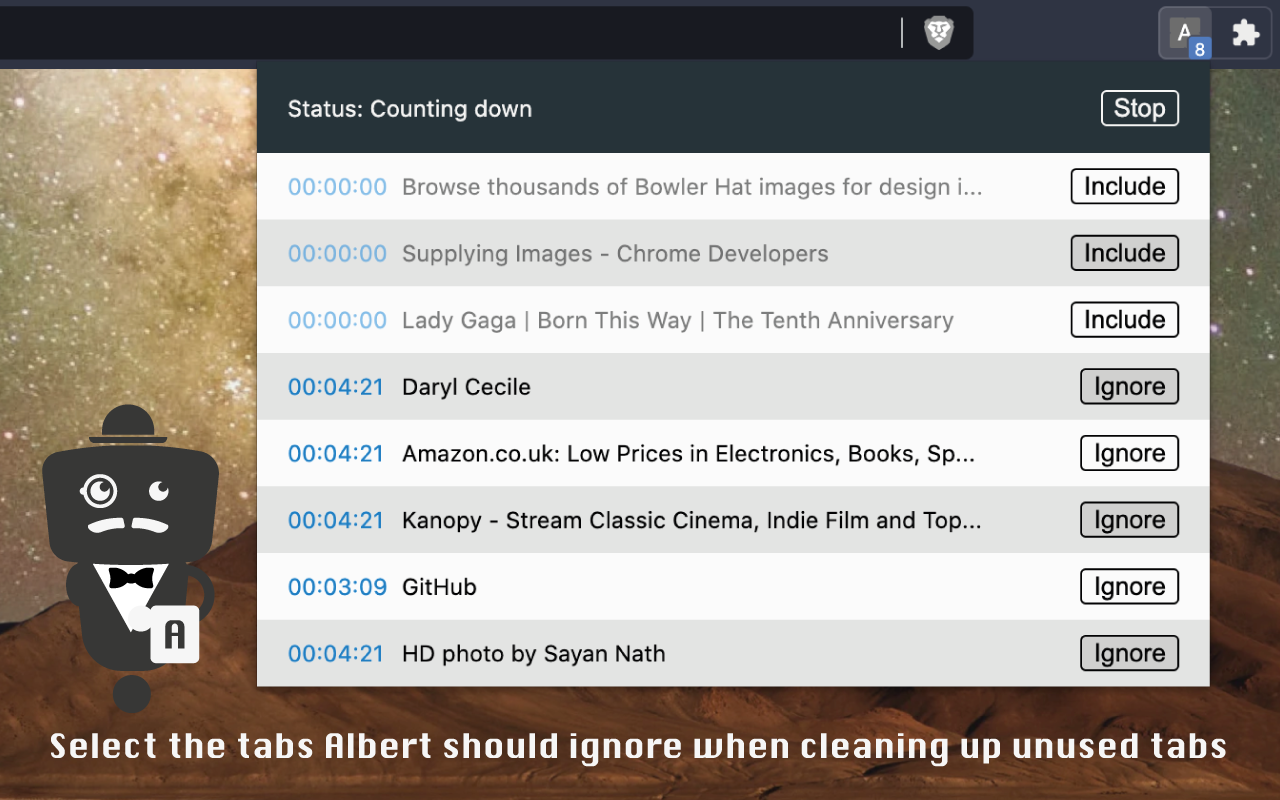 A
8
Status: Counting down Stop
00:00:00 Browse thousands of Bowler Hat images for design i... Include
00:00:00 Supplying Images - Chrome Developers Include
00:00:00 Lady Gaga | Born This Way | The Tenth Anniversary Include
00:04:21 Daryl Cecile Ignore
00:04:21 Amazon.co.uk: Low Prices in Electronics, Books, Sp... Ignore
00:04:21 Kanopy - Stream Classic Cinema, Indie Film and Top... Ignore
00:03:09 GitHub Ignore
00:04:21 HD photo by Sayan Nath Ignore
A
Select the tabs Albert should ignore when cleaning up unused tabs